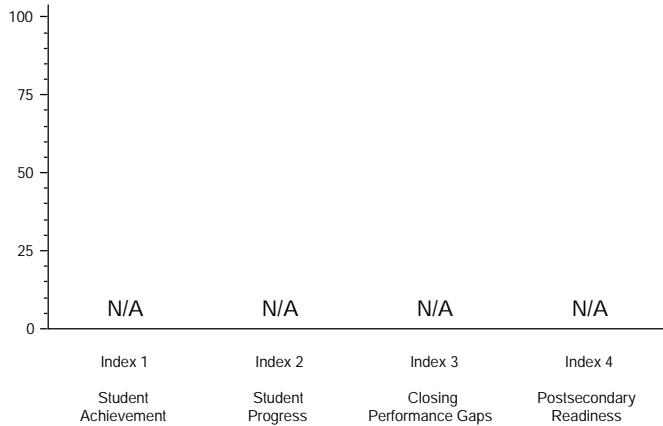 100
75
50
25
0
N/A N/A N/A N/A
Index 1 Index 2 Index 3 Index 4
Student Student Closing Postsecondary
Achievement Progress Performance Gaps Readiness